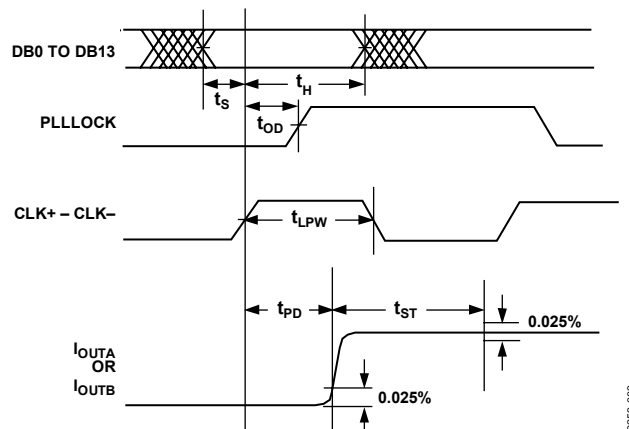 DB0 TO DB13
tS
tH
tOD
PLLLOCK
CLK+ – CLK–
tLPW
tPD
tST
0.025%
IOUTA
OR
IOUTB
0.025%